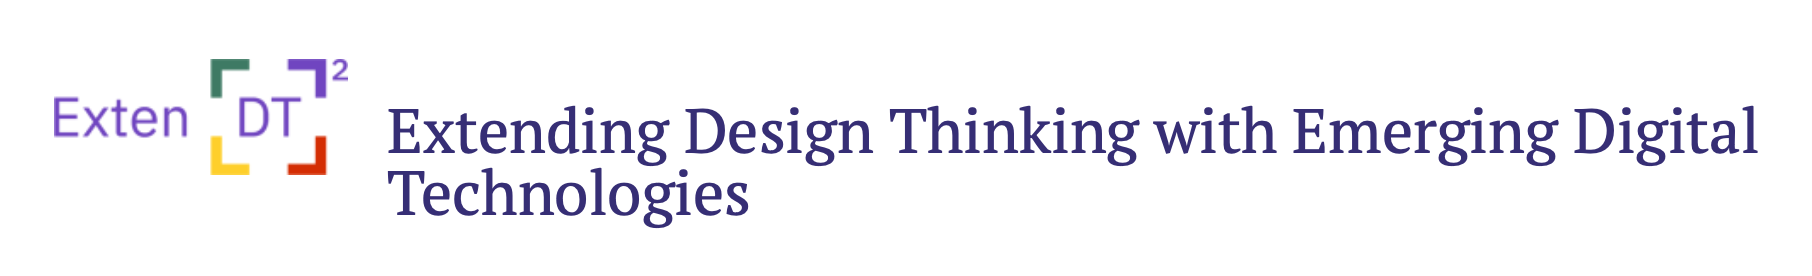 Exten DT²
Extending Design Thinking with Emerging Digital
Technologies